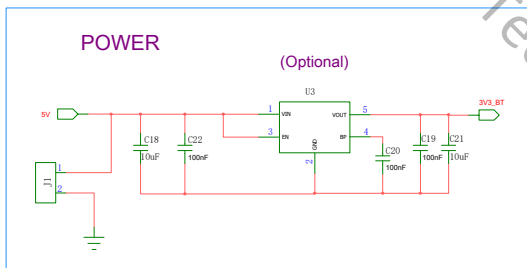 POWER
(Optional)
U3
5V
1
VIN
VOUT
5
3V3_BT
3
EN
BP
4
GND
2
C18
10uF
C22
100nF
C20
100nF
C19
100nF
C21
10uF
J1
1
2